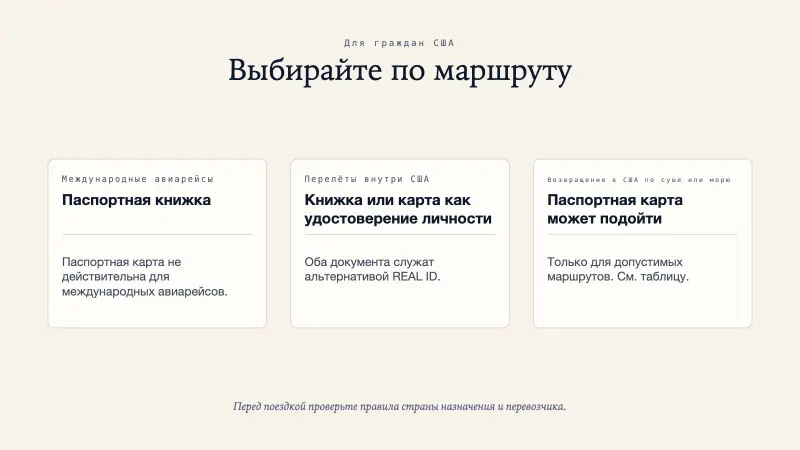 Для граждан США
Выбирайте по маршруту
Международные авиарейсы
Паспортная книжка
Паспортная карта не
действительна для
международных авиарейсов.
Перелёты внутри США
Книжка или карта как
удостоверение личности
Оба документа служат
альтернативой REAL ID.
Возвращение в США по суше или морю
Паспортная карта
может подойти
Только для допустимых
маршрутов. См. таблицу.
Перед поездкой проверьте правила страны назначения и перевозчика.